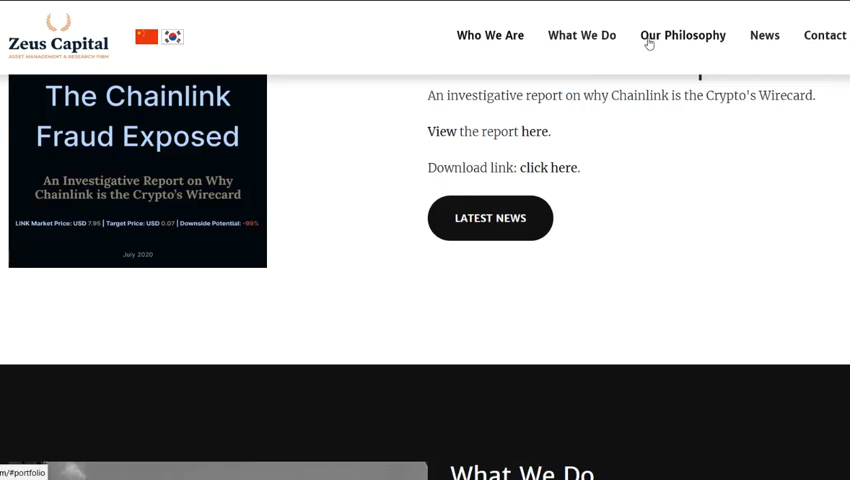 Zeus Capital
ASSET MANAGEMENT & RESEARCH FIRM
Who We Are
What We Do
Our Philosophy
News
Contact
The Chainlink
Fraud Exposed
An Investigative Report on Why
Chainlink is the Crypto's Wirecard
LINK Market Price: USD 7.95 | Target Price: USD 0.07 | Downside Potential: -99%
July 2020
An investigative report on why Chainlink is the Crypto's Wirecard.
View the report here.
Download link: click here.
LATEST NEWS
What We Do
m/#portfolio